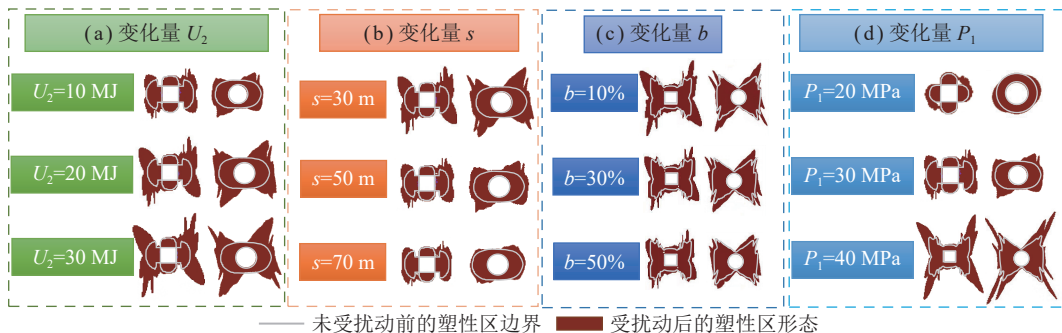 (a) 变化量 U₂
U₂=10 MJ
U₂=20 MJ
U₂=30 MJ
(b) 变化量 s
s=30 m
s=50 m
s=70 m
(c) 变化量 b
b=10%
b=30%
b=50%
(d) 变化量 P₁
P₁=20 MPa
P₁=30 MPa
P₁=40 MPa
未受扰动前的塑性区边界 受扰动后的塑性区形态